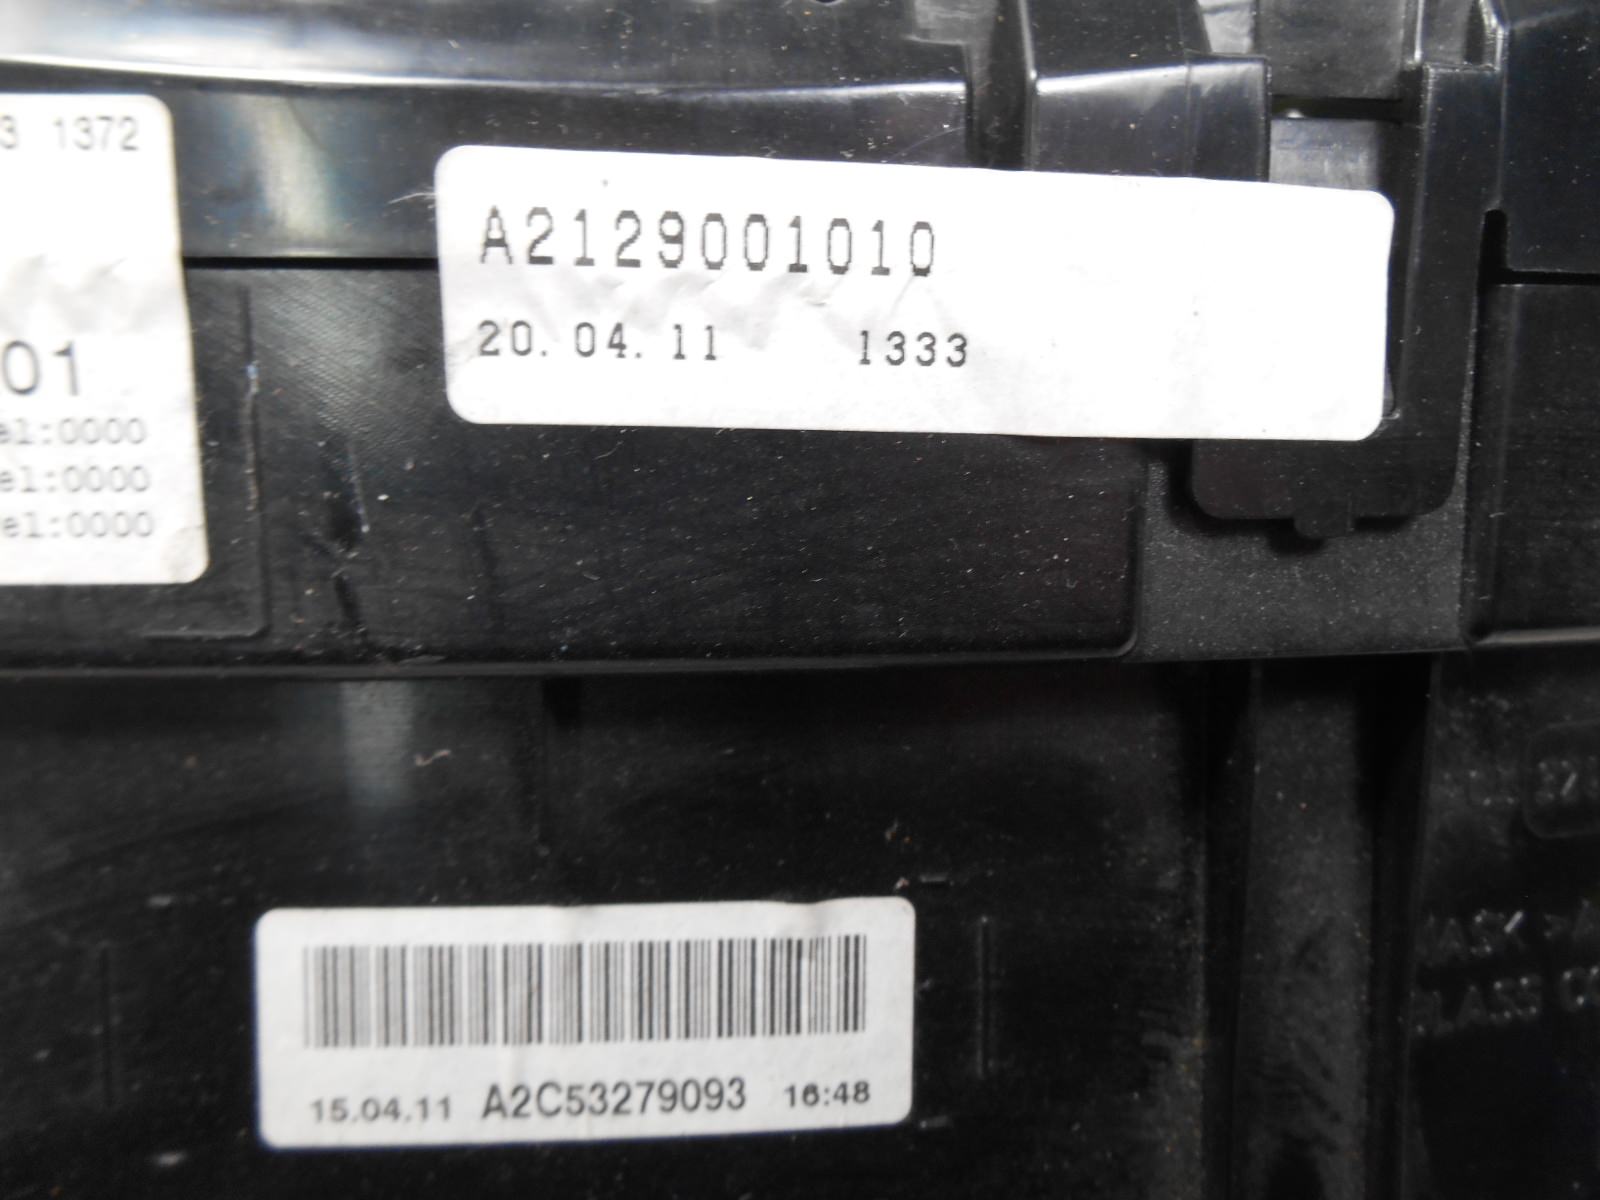 3 1372
01
el:0000
el:0000
el:0000
A2129001010
20.04.11 1333
15.04.11 A2C53279093 16:48